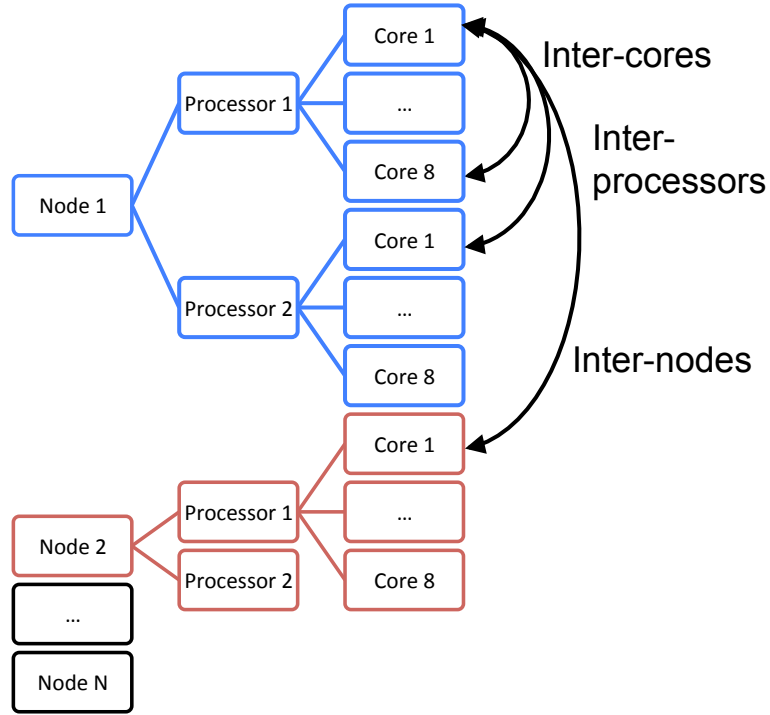 Core 1
Inter-cores
Processor 1
...
Inter-
processors
Core 8
Node 1
Core 1
Processor 2
...
Inter-nodes
Core 8
Core 1
Processor 1
...
Node 2
Processor 2
Core 8
...
Node N